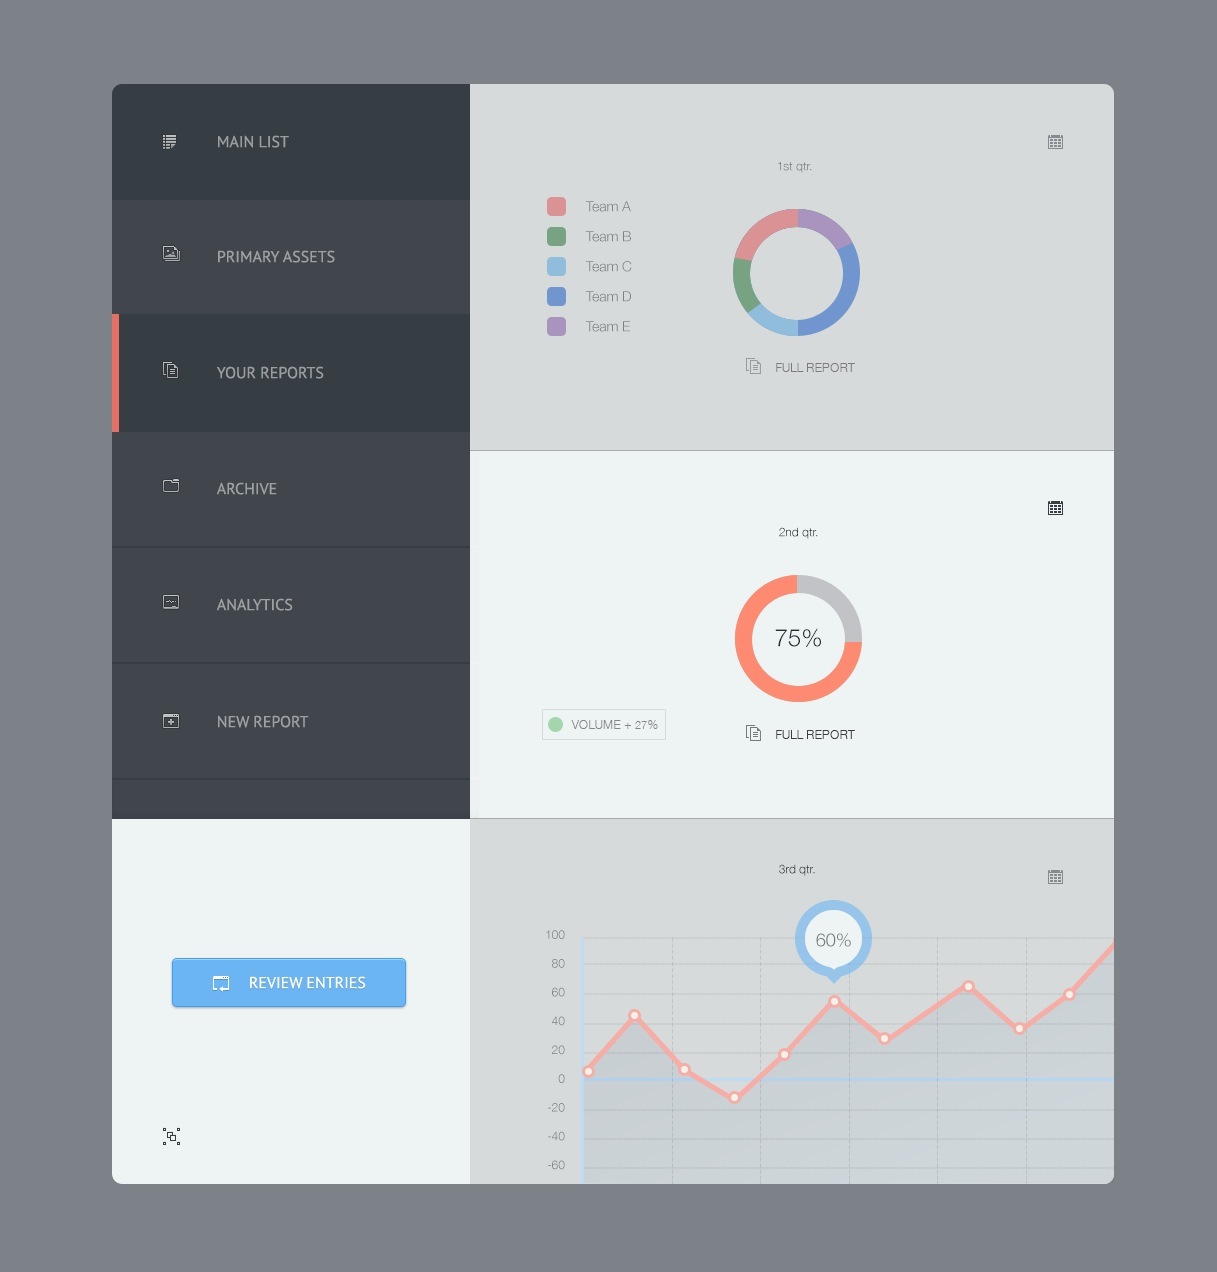 MAIN LIST
PRIMARY ASSETS
YOUR REPORTS
ARCHIVE
ANALYTICS
NEW REPORT
REVIEW ENTRIES
1st qtr.
Team A
Team B
Team C
Team D
Team E
FULL REPORT
2nd qtr.
75%
VOLUME + 27%
FULL REPORT
3rd qtr.
60%
100
80
60
40
20
0
-20
-40
-60